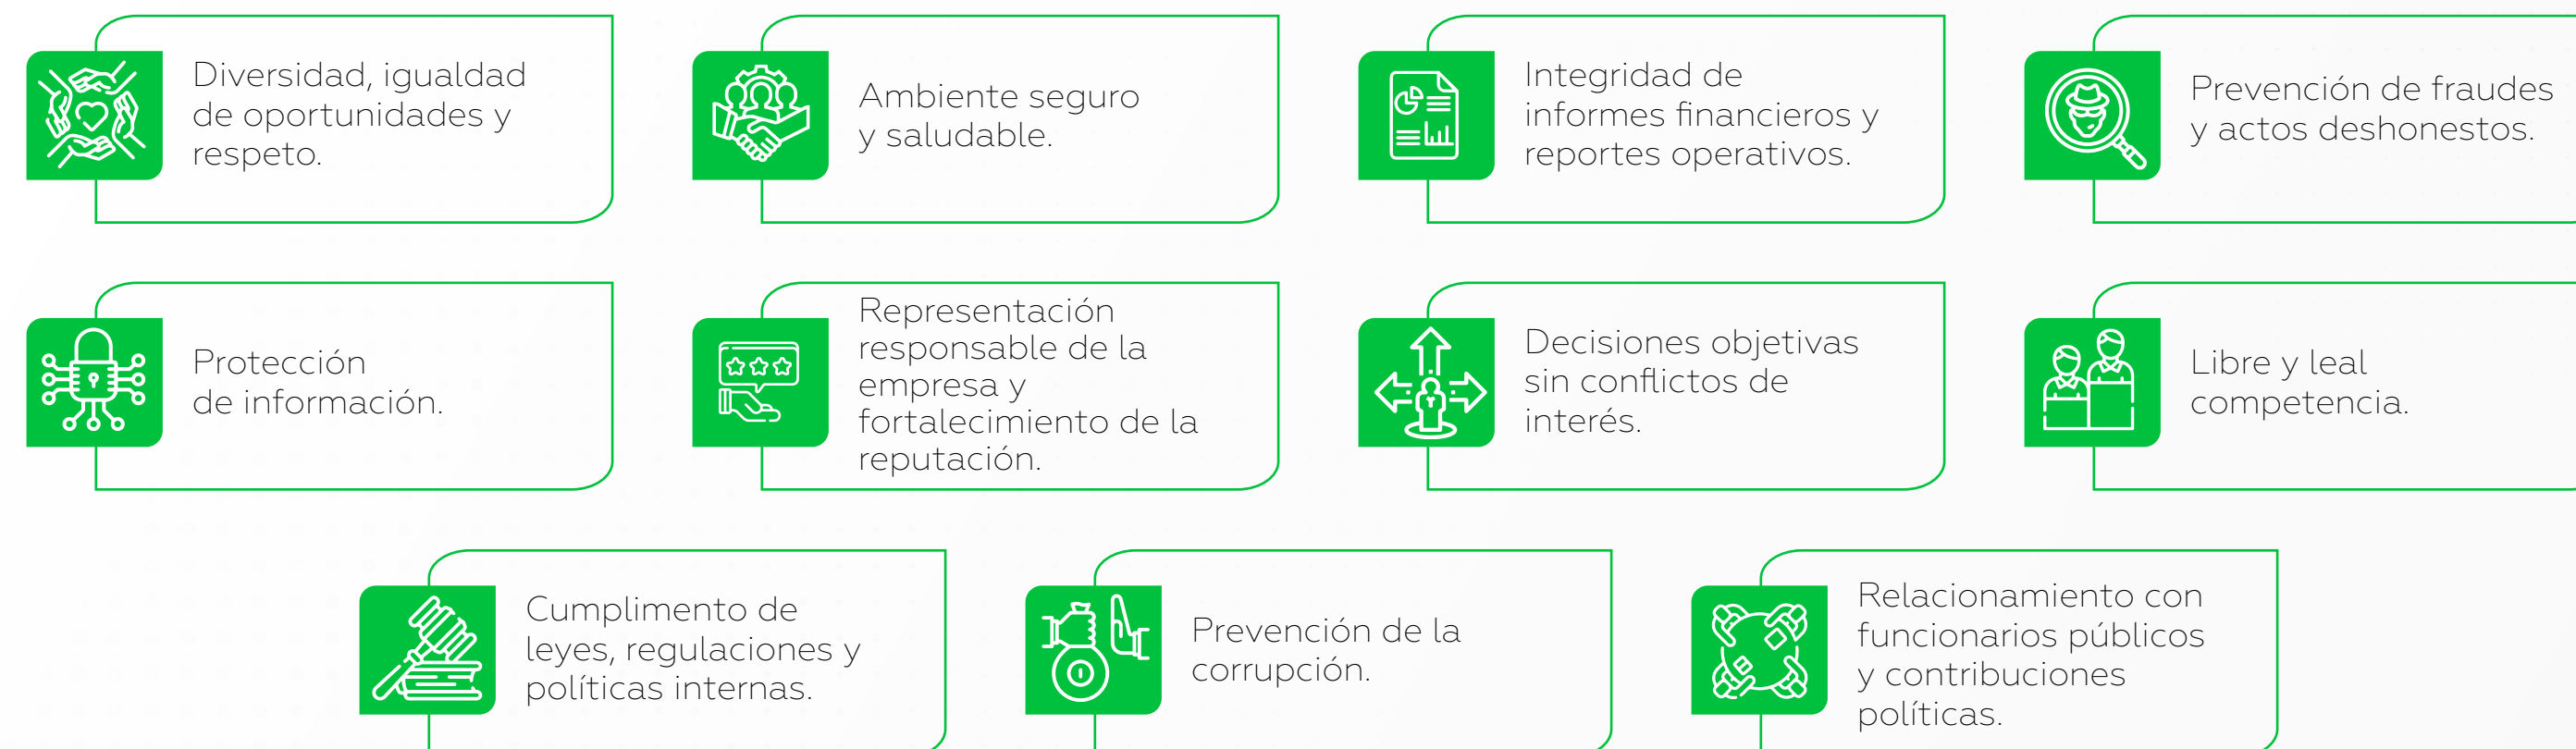 Diversidad, igualdad
de oportunidades y
respeto.
Ambiente seguro
y saludable.
Integridad de
informes financieros y
reportes operativos.
Prevención de fraudes
y actos deshonestos.
Protección
de información.
Representación
responsable de la
empresa y
fortalecimiento de la
reputación.
Decisiones objetivas
sin conflictos de
interés.
Libre y leal
competencia.
Cumplimento de
leyes, regulaciones y
políticas internas.
Prevención de la
corrupción.
Relacionamiento con
funcionarios públicos
y contribuciones
políticas.